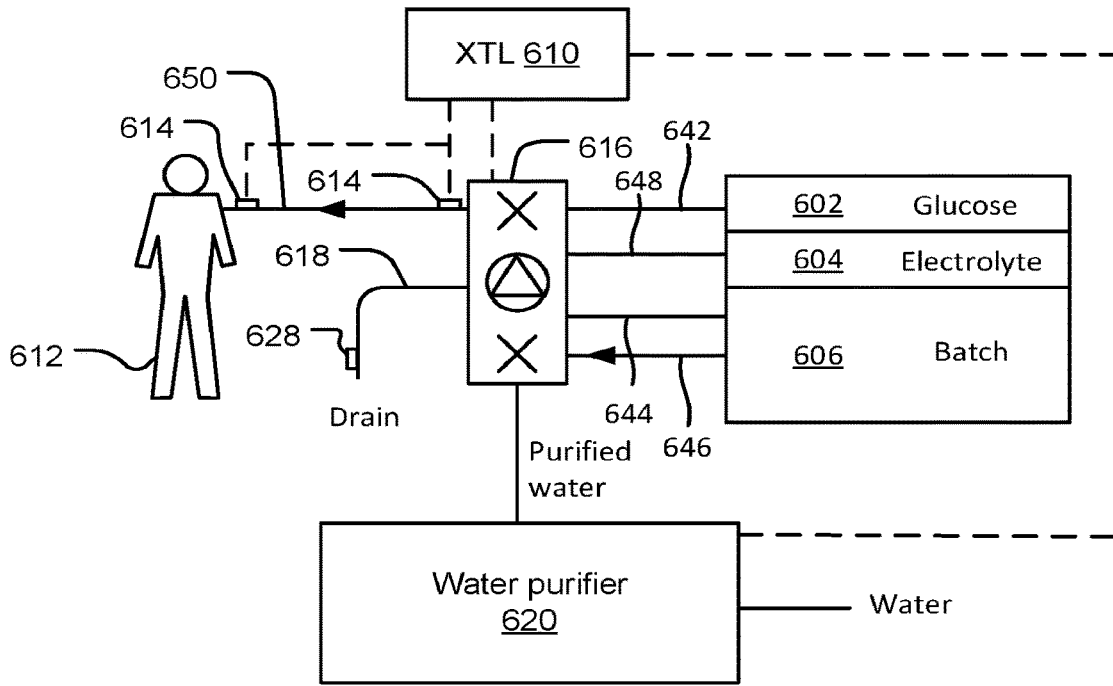 XTL 610
650
614
616
642
614
648
602 Glucose
618
604 Electrolyte
628
606 Batch
612
Drain
644
646
Purified
water
Water purifier
620
Water